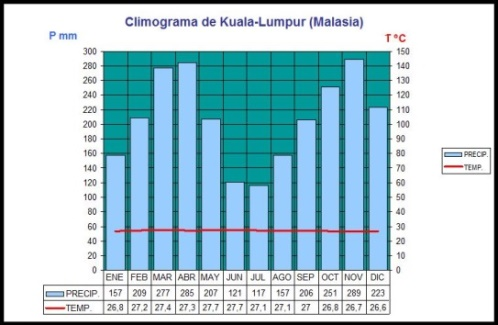 Climograma de Kuala-Lumpur (Malasia)
P mm
T ºC
300 150
280 140
260 130
240 120
220 110
200 100
180 90
160 80
140 70
120 60
100 50
80 40
60 30
40 20
20 10
0 0
PRECIP.
TEMP.
ENE FEB MAR ABR MAY JUN JUL AGO SEP OCT NOV DIC
PRECIP. 157 209 277 285 207 121 117 157 206 251 289 223
TEMP. 26,8 27,2 27,4 27,3 27,7 27,7 27,1 27,1 27 26,8 26,7 26,6